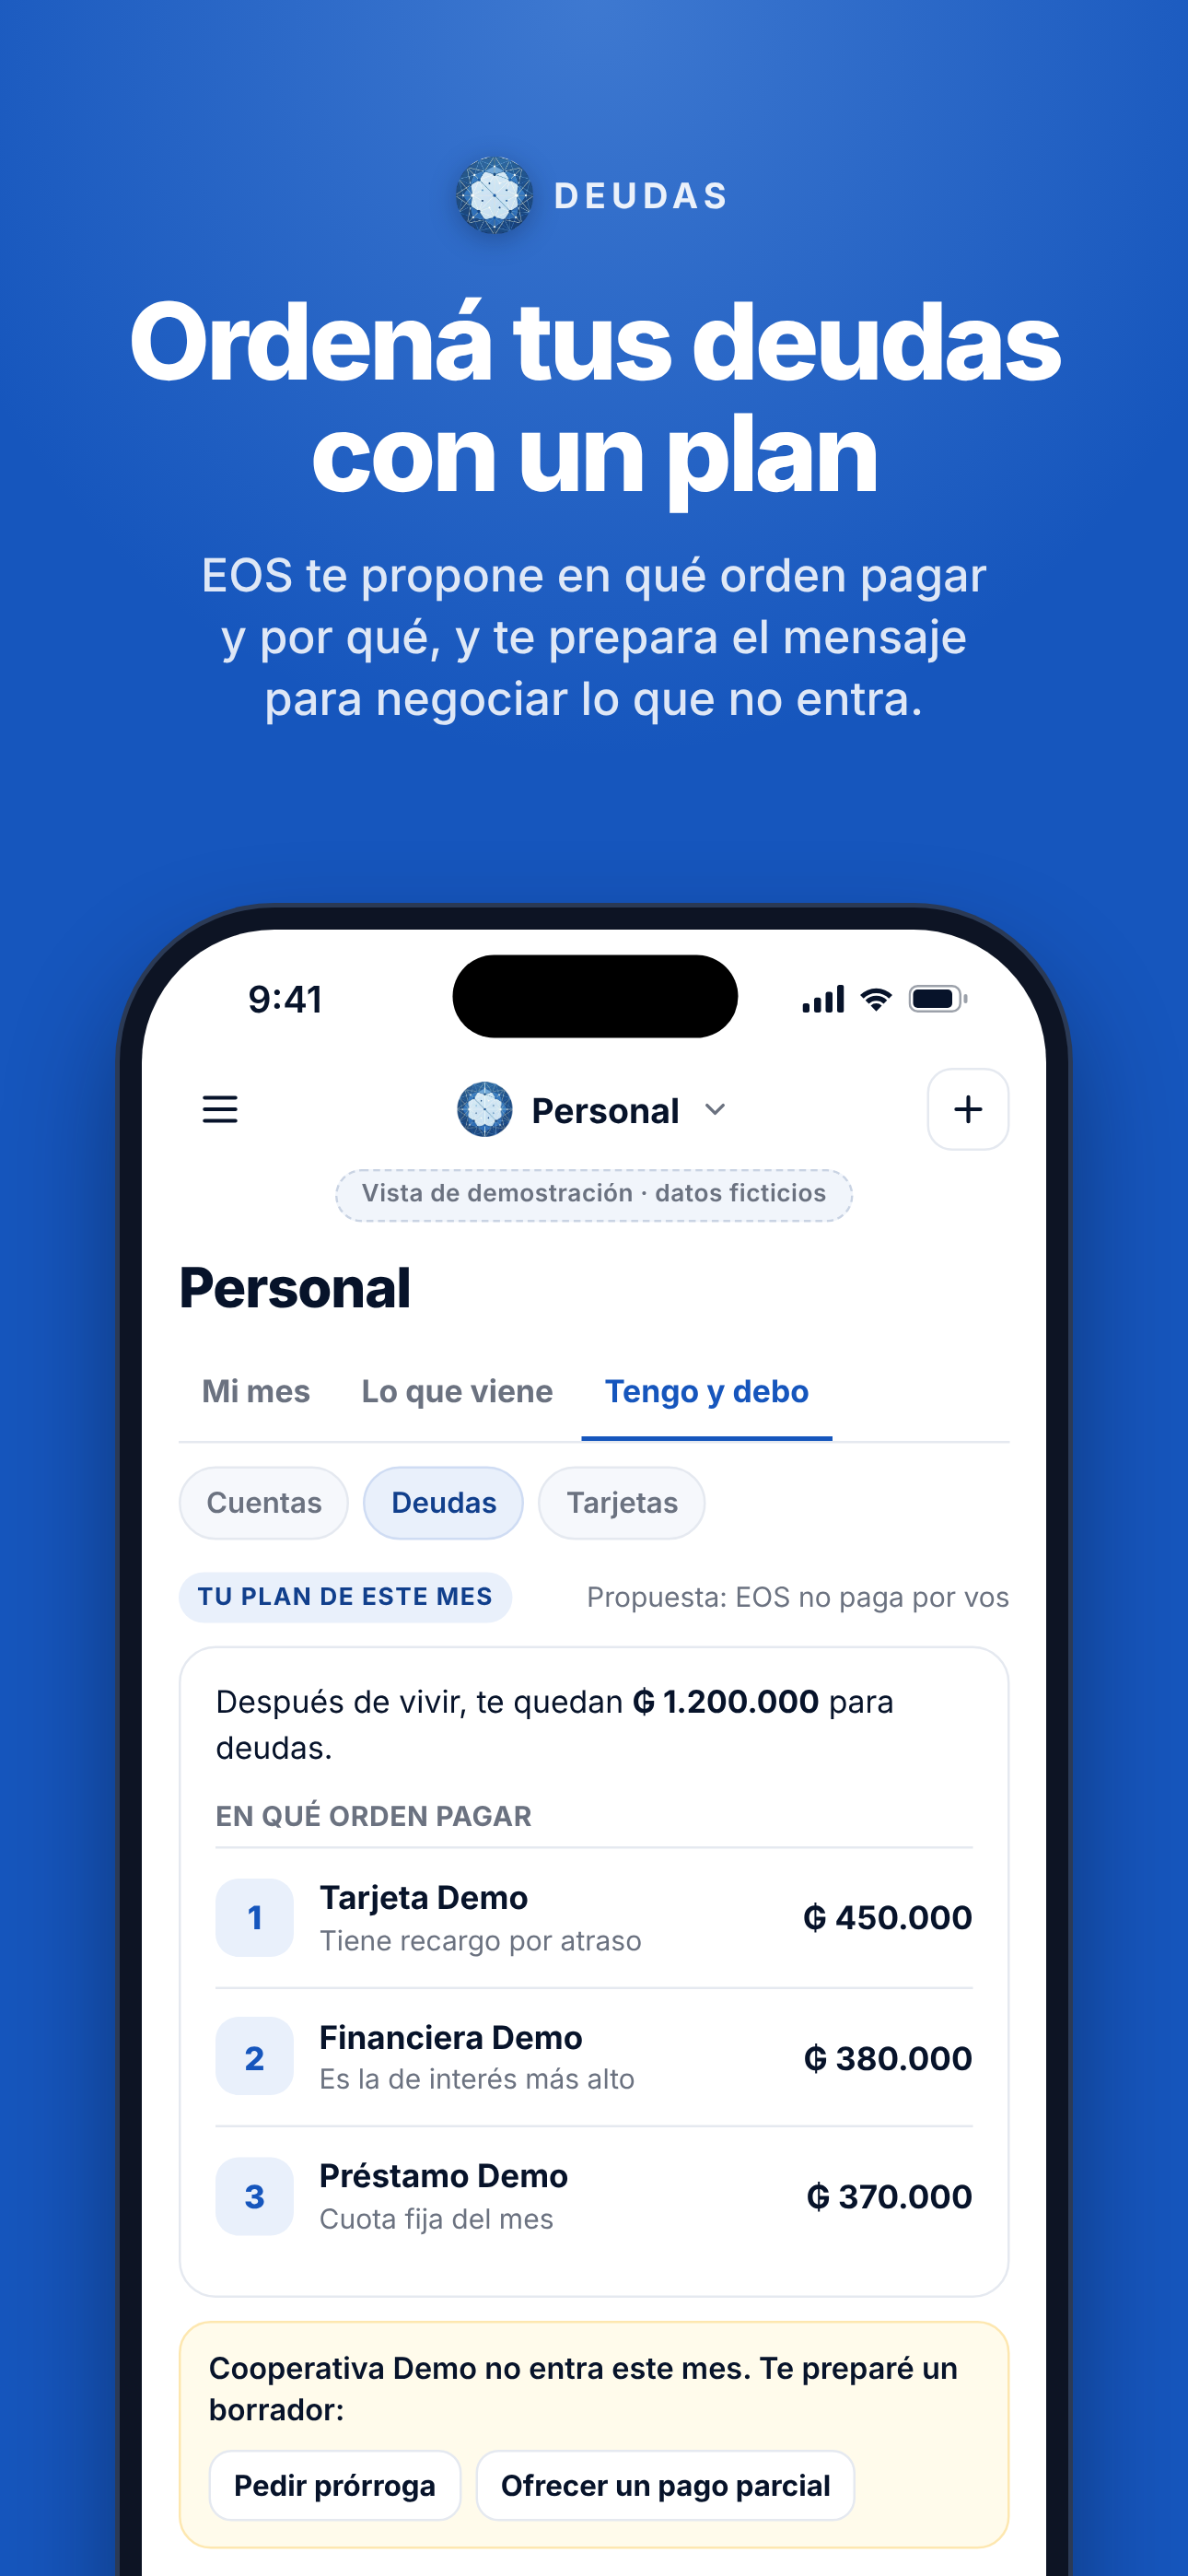 DEUDAS
Ordená tus deudas
con un plan
EOS te propone en qué orden pagar
y por qué, y te prepara el mensaje
para negociar lo que no entra.
9:41
Personal
+
Vista de demostración · datos ficticios
Personal
Mi mes Lo que viene Tengo y debo
Cuentas Deudas Tarjetas
TU PLAN DE ESTE MES Propuesta: EOS no paga por vos
Después de vivir, te quedan ₲ 1.200.000 para
deudas.
EN QUÉ ORDEN PAGAR
1 Tarjeta Demo ₲ 450.000
Tiene recargo por atraso
2 Financiera Demo ₲ 380.000
Es la de interés más alto
3 Préstamo Demo ₲ 370.000
Cuota fija del mes
Cooperativa Demo no entra este mes. Te preparé un
borrador:
Pedir prórroga Ofrecer un pago parcial